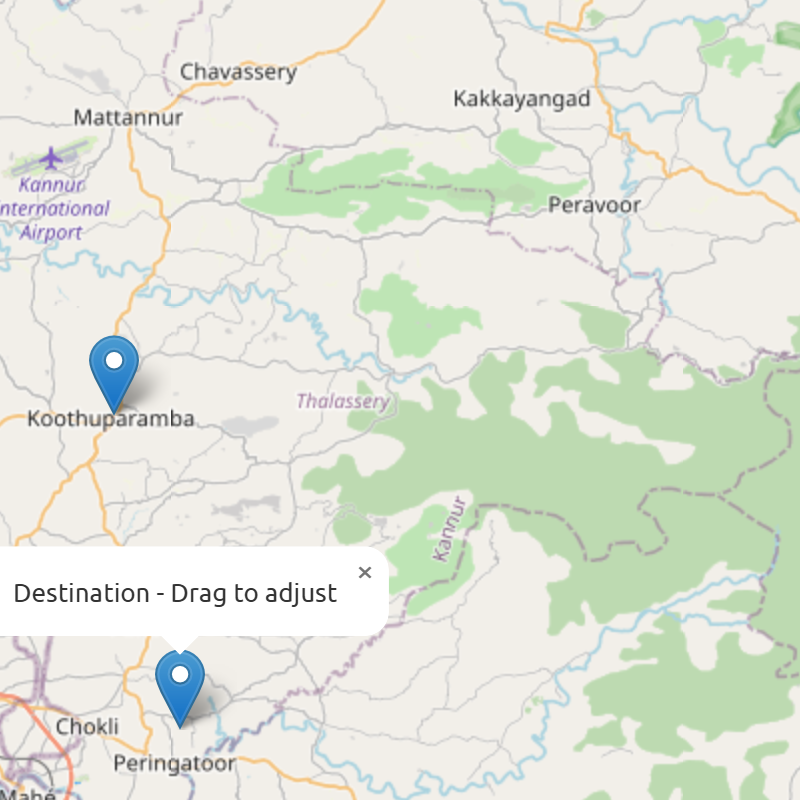 Chavassery
Kakkayangad
Mattannur
Kannur
International
Airport
Peravoor
Thalassery
Koothuparamba
Kannur
Destination - Drag to adjust
×
Chokli
Peringatoor
Mahé